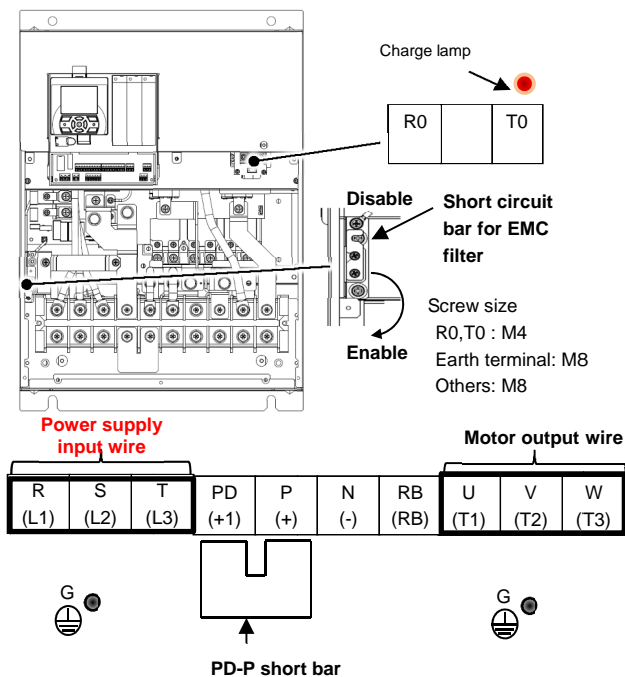 Charge lamp
R0 T0
Disable
Short circuit
bar for EMC
filter
Enable
Screw size
R0,T0 : M4
Earth terminal: M8
Others: M8
Power supply
input wire
Motor output wire
R S T PD P N RB U V W
(L1) (L2) (L3) (+1) (+) (-) (RB) (T1) (T2) (T3)
G G
PD-P short bar